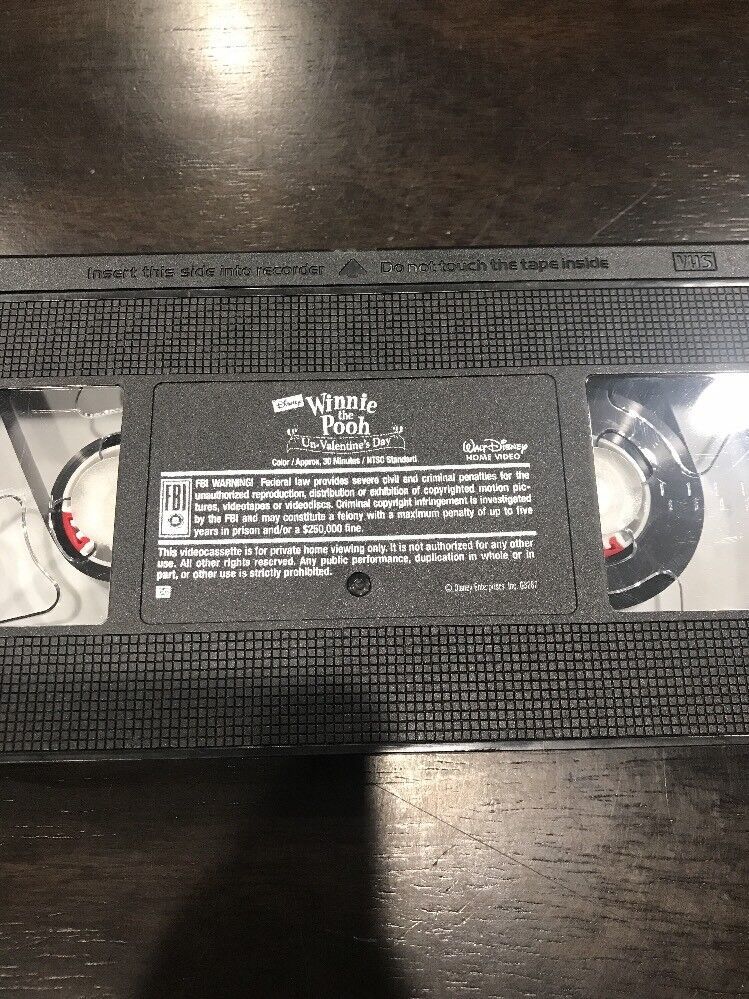 Insert this side into recorder Do not touch the tape inside VHS
Disney
Winnie
the
Pooh
"Un-Valentine's Day"
WALT DISNEY
HOME VIDEO
Color / Approx. 30 Minutes / NTSC Standard
FBI
FBI WARNING! Federal law provides severe civil and criminal penalties for the
unauthorized reproduction, distribution or exhibition of copyrighted motion pic-
tures, videotapes or videodiscs. Criminal copyright infringement is investigated
by the FBI and may constitute a felony with a maximum penalty of up to five
years in prison and/or a $250,000 fine.
This videocassette is for private home viewing only. It is not authorized for any other
use. All other rights reserved. Any public performance, duplication in whole or in
part, or other use is strictly prohibited.
© Disney Enterprises, Inc.